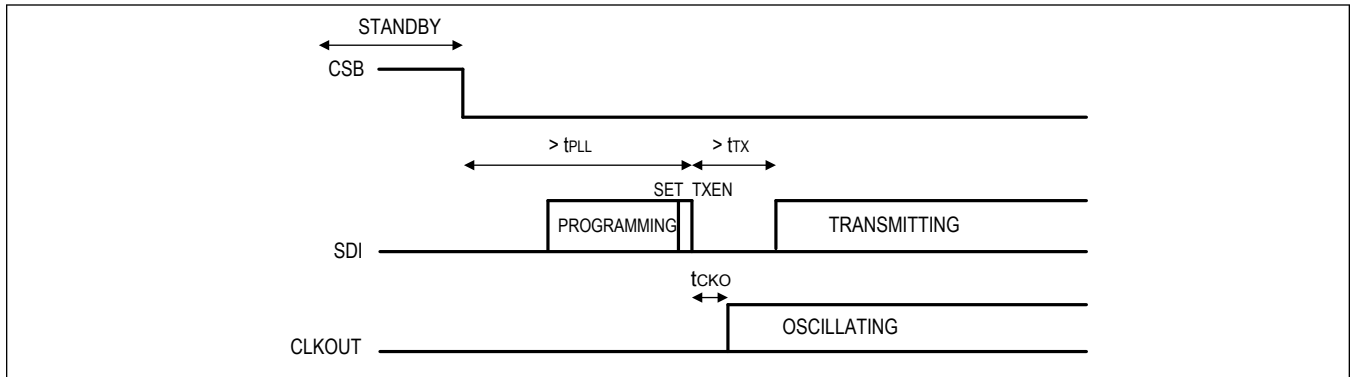 STANDBY
CSB
> tPLL
> tTX
SET TXEN
PROGRAMMING
TRANSMITTING
SDI
tCKO
OSCILLATING
CLKOUT